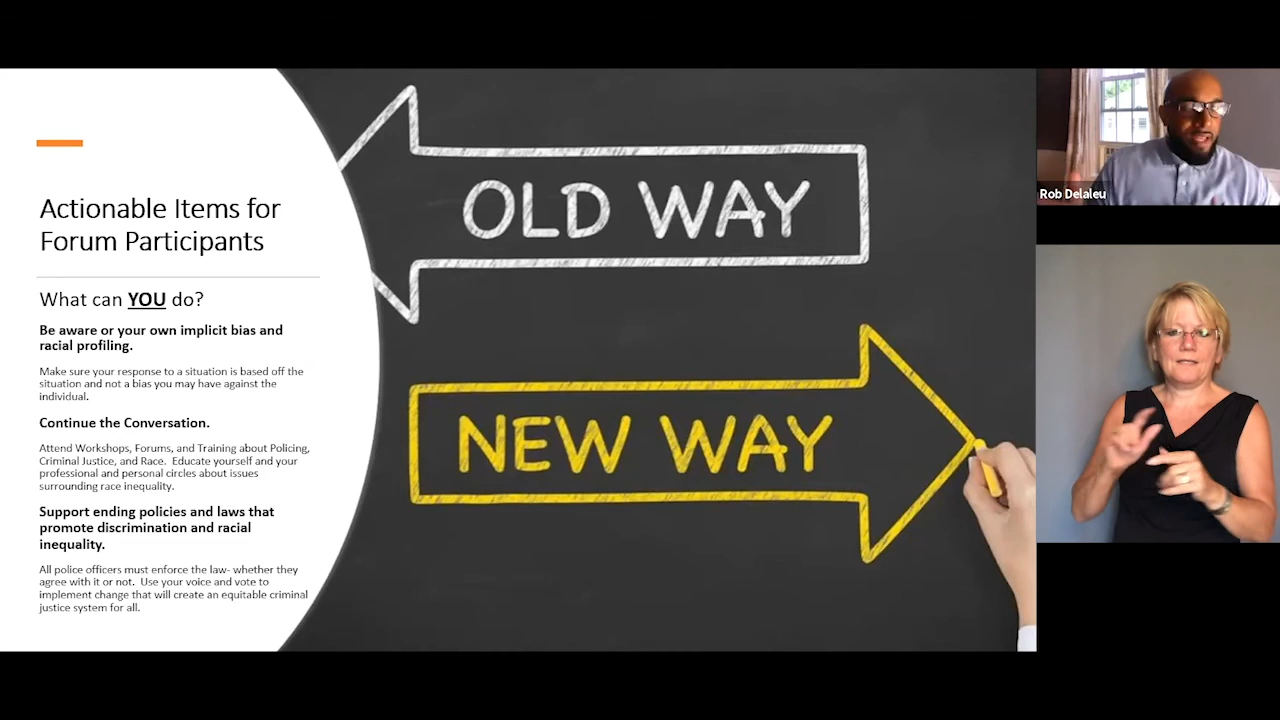 Actionable Items for
Forum Participants
What can YOU do?
Be aware or your own implicit bias and
racial profiling.
Make sure your response to a situation is based off the
situation and not a bias you may have against the
individual.
Continue the Conversation.
Attend Workshops, Forums, and Training about Policing,
Criminal Justice, and Race. Educate yourself and your
professional and personal circles about issues
surrounding race inequality.
Support ending policies and laws that
promote discrimination and racial
inequality.
All police officers must enforce the law- whether they
agree with it or not. Use your voice and vote to
implement change that will create an equitable criminal
justice system for all.
OLD WAY
NEW WAY
Rob Delaleu